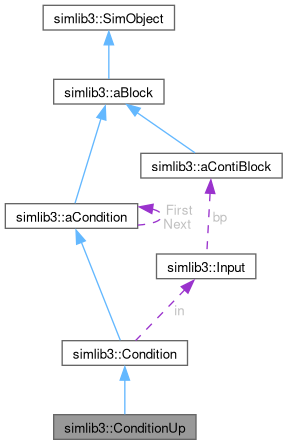 simlib3::SimObject
simlib3::aBlock
simlib3::aContiBlock
simlib3::aCondition
First
Next
bp
simlib3::Input
in
simlib3::Condition
simlib3::ConditionUp